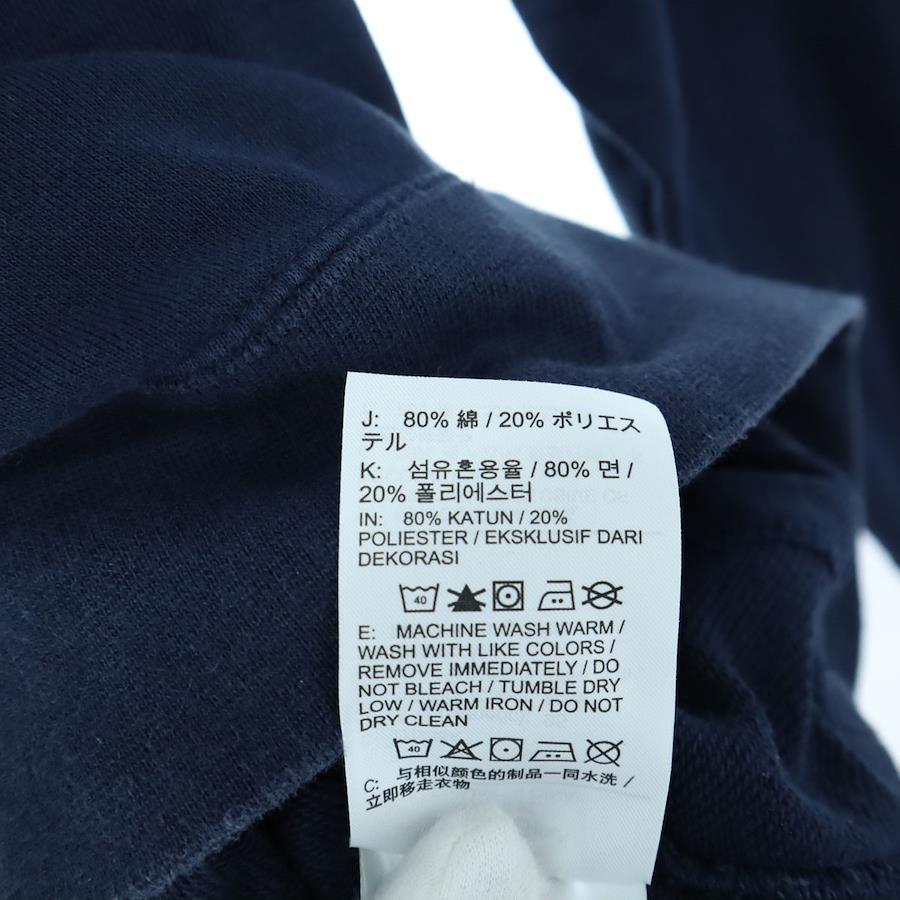 J: 80% 綿 / 20% ポリエス
テル
K: 섬유혼용율 / 80% 면 /
20% 폴리에스터
IN: 80% KATUN / 20%
POLIESTER / EKSKLUSIF DARI
DEKORASI
40
E: MACHINE WASH WARM /
WASH WITH LIKE COLORS /
REMOVE IMMEDIATELY / DO
NOT BLEACH / TUMBLE DRY
LOW / WARM IRON / DO NOT
DRY CLEAN
40
C: 与相似颜色的制品一同水洗 /
立即移走衣物